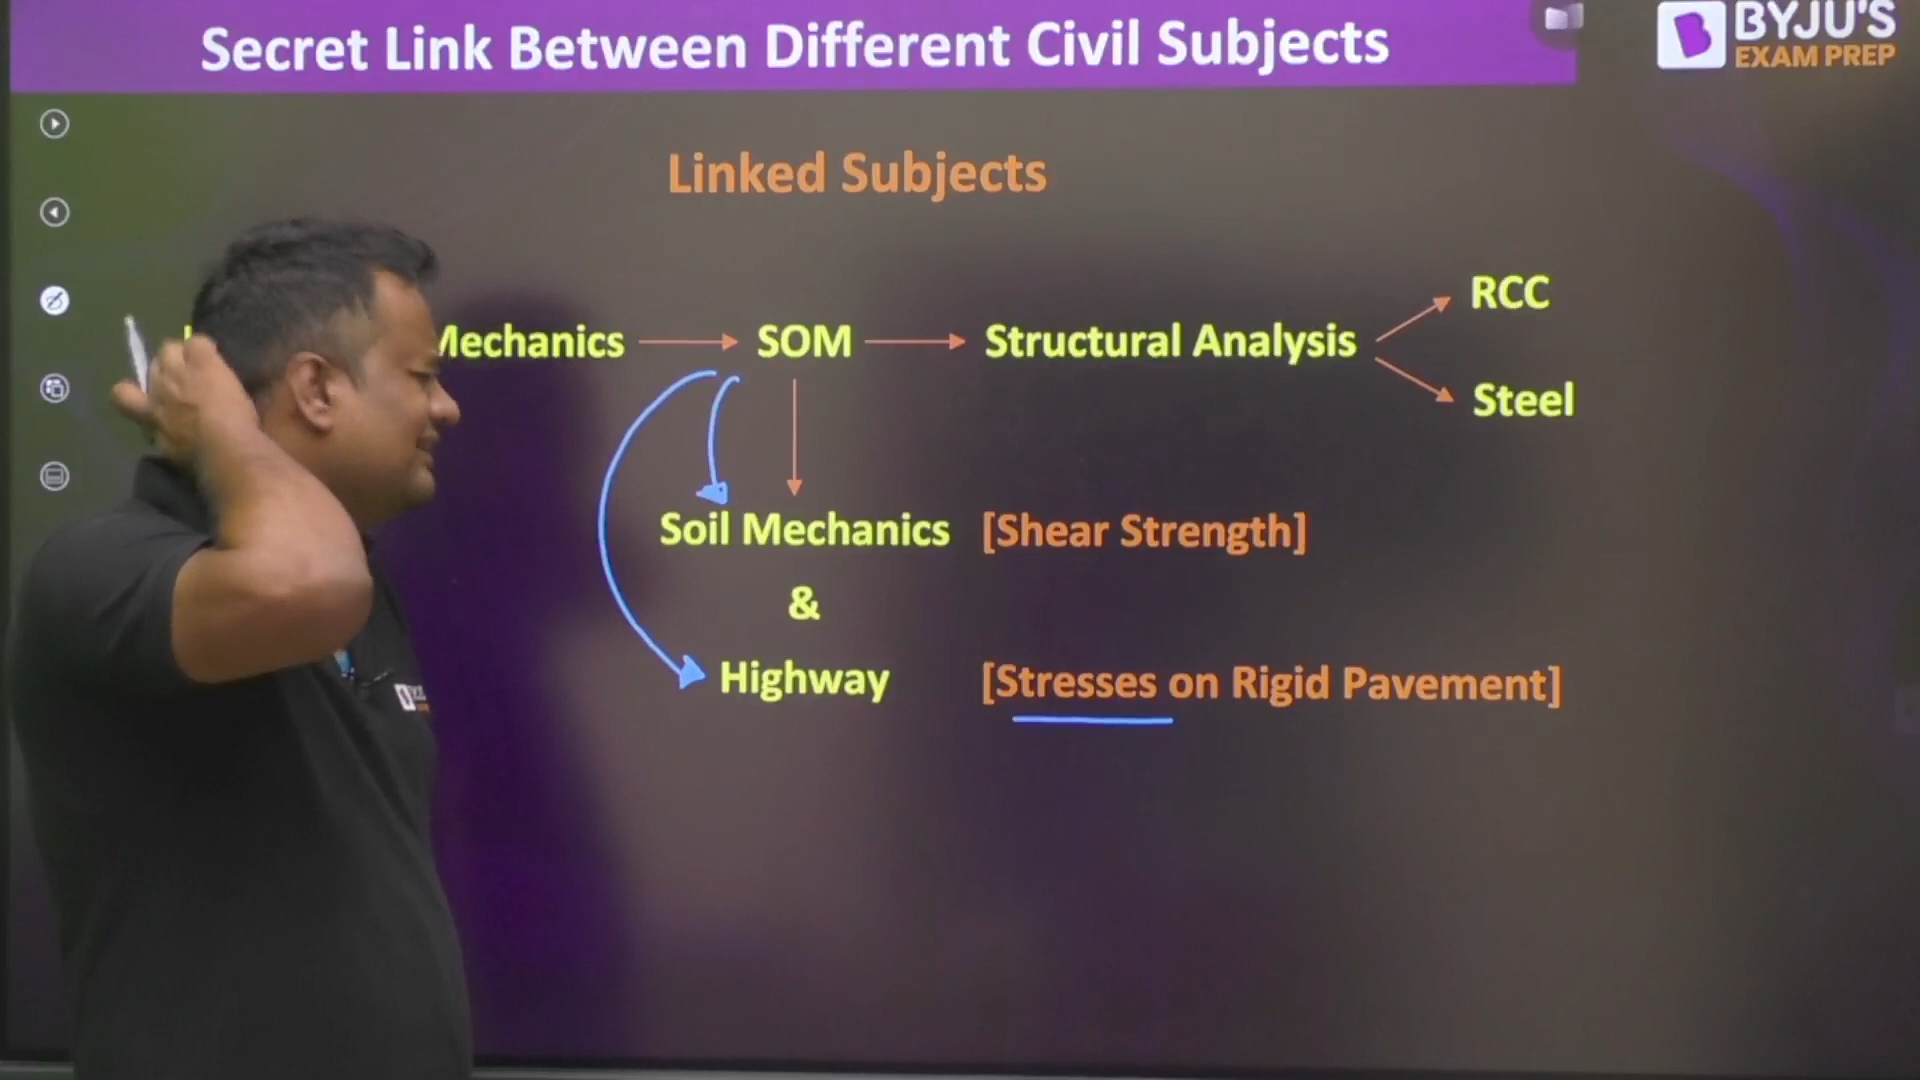 Secret Link Between Different Civil Subjects
BYJU'S
EXAM PREP
Linked Subjects
Mechanics
SOM
Structural Analysis
RCC
Steel
Soil Mechanics
[Shear Strength]
&
Highway
[Stresses on Rigid Pavement]